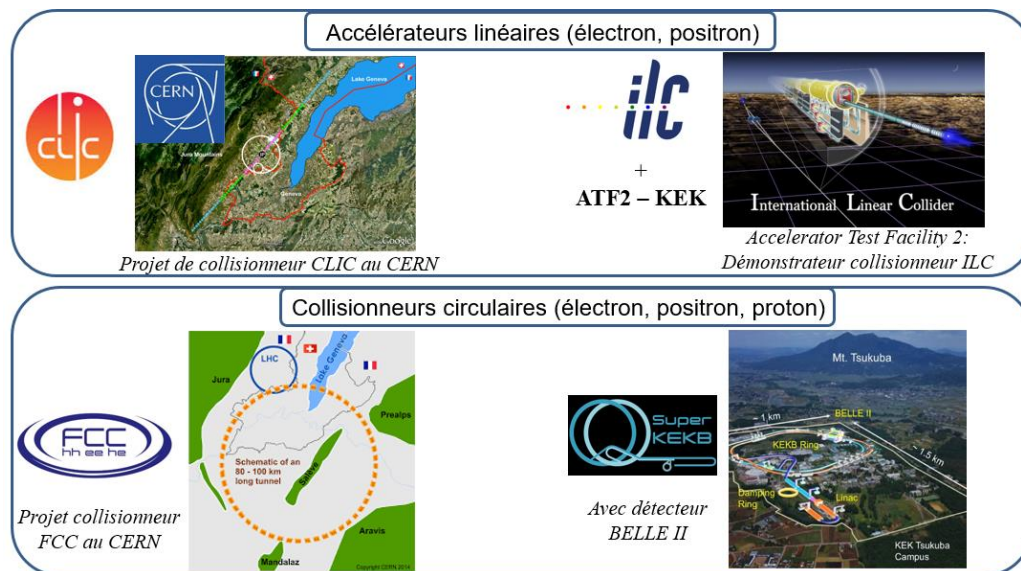 Accélérateurs linéaires (électron, positron)
clic
CERN
Lake Geneva
Jura Mountains
Geneva
Google
Projet de collisionneur CLIC au CERN
ilc
+
ATF2 – KEK
International Linear Collider
Accelerator Test Facility 2:
Démonstrateur collisionneur ILC
Collisionneurs circulaires (électron, positron, proton)
FCC
hh ee he
Projet collisionneur
FCC au CERN
LHC
Lake Geneva
Jura
Prealps
Schematic of an
80 - 100 km
long tunnel
Salève
Aravis
Mandalaz
Copyright CERN 2014
Super
KEKB
Avec détecteur
BELLE II
Mt. Tsukuba
~ 1 km
BELLE II
KEKB Ring
~ 1.5 km
Damping
Ring
Linac
KEK Tsukuba
Campus